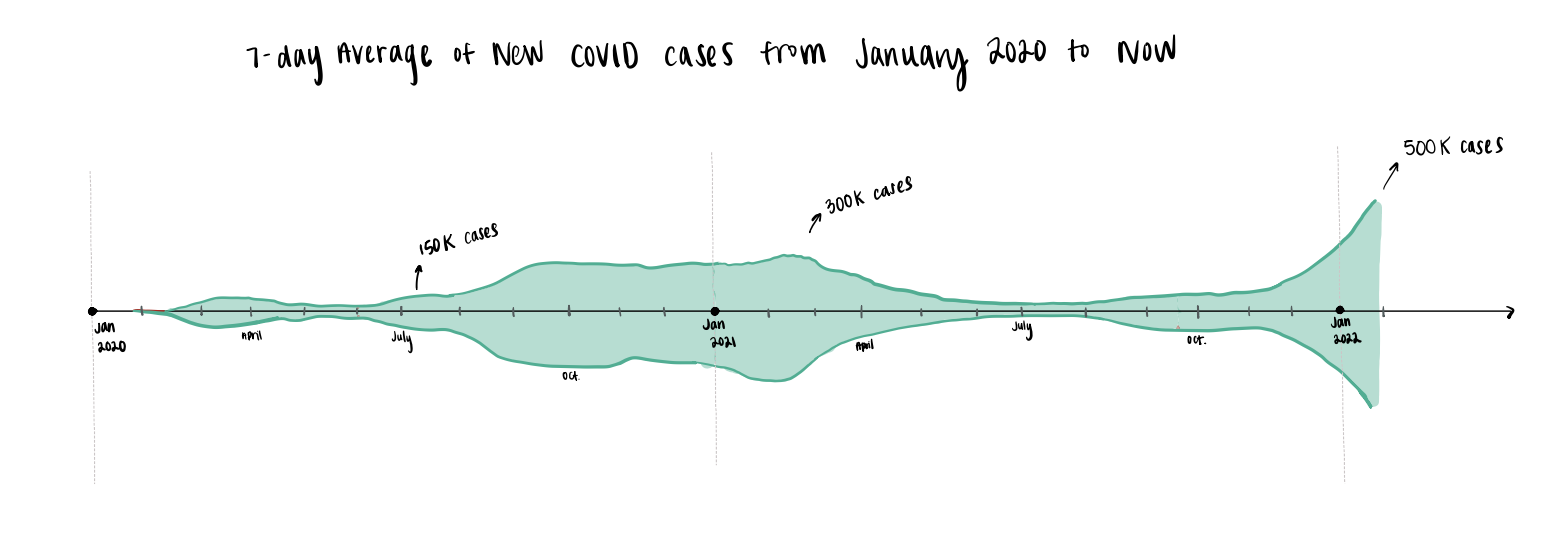 7-day Average of New COVID cases from January 2020 to Now
500K cases
300K cases
150K cases
Jan
2020
April
July
Oct.
Jan
2021
April
July
Oct.
Jan
2022